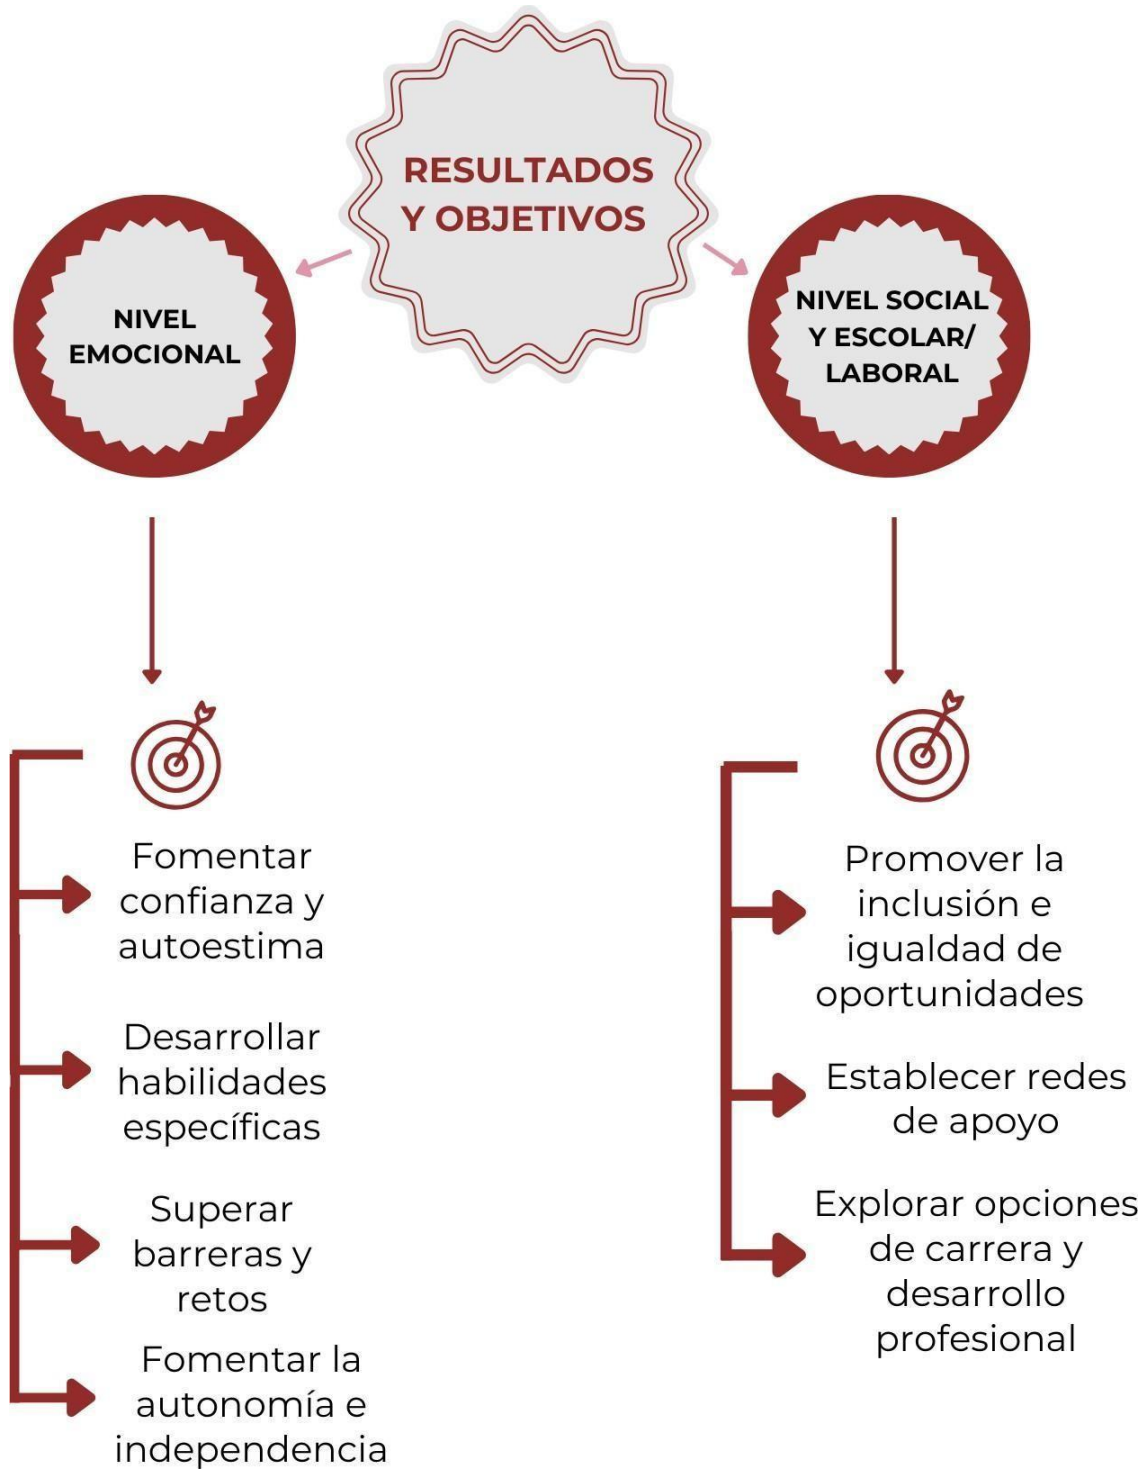 RESULTADOS
Y OBJETIVOS
NIVEL
EMOCIONAL
NIVEL SOCIAL
Y ESCOLAR/
LABORAL
Fomentar
confianza y
autoestima
Desarrollar
habilidades
específicas
Superar
barreras y
retos
Fomentar la
autonomía e
independencia
Promover la
inclusión e
igualdad de
oportunidades
Establecer redes
de apoyo
Explorar opciones
de carrera y
desarrollo
profesional